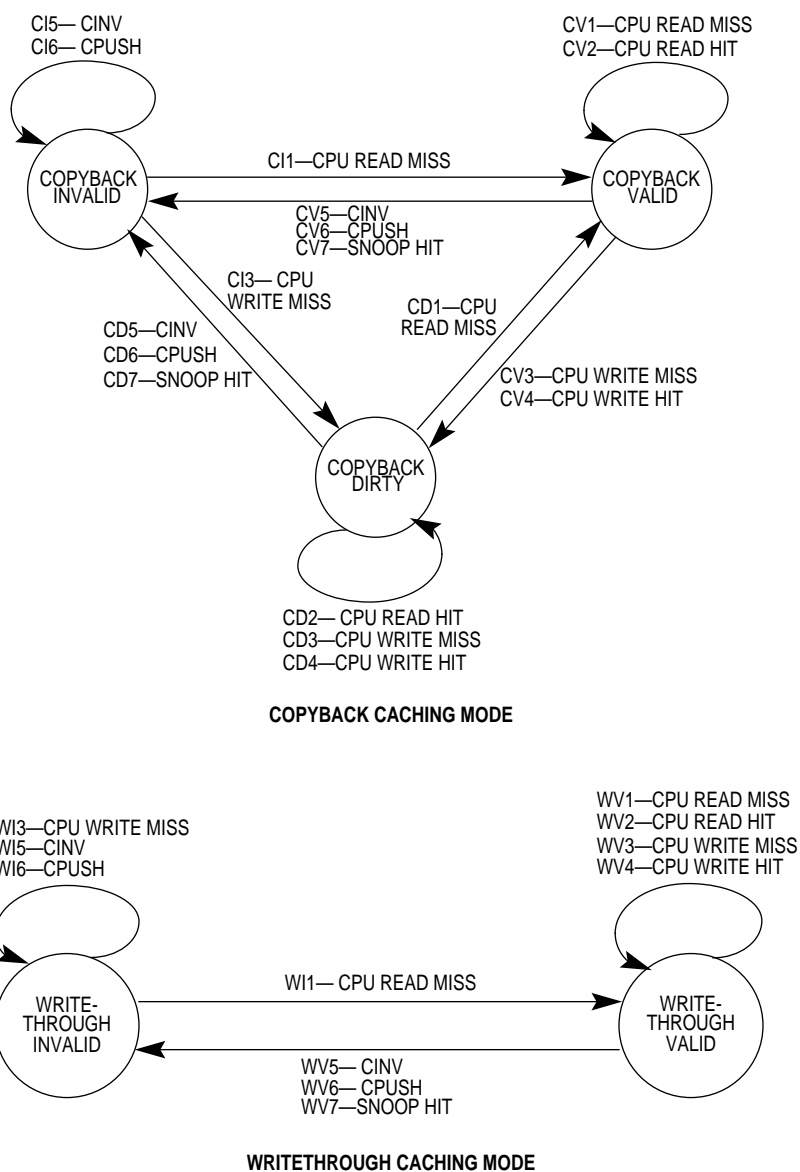 CI5— CINV
CI6— CPUSH
CV1—CPU READ MISS
CV2—CPU READ HIT
COPYBACK
INVALID
CI1—CPU READ MISS
COPYBACK
VALID
CV5—CINV
CV6—CPUSH
CV7—SNOOP HIT
CI3— CPU
WRITE MISS
CD1—CPU
READ MISS
CD5—CINV
CD6—CPUSH
CD7—SNOOP HIT
CV3—CPU WRITE MISS
CV4—CPU WRITE HIT
COPYBACK
DIRTY
CD2— CPU READ HIT
CD3—CPU WRITE MISS
CD4—CPU WRITE HIT
COPYBACK CACHING MODE
WI3—CPU WRITE MISS
WI5—CINV
WI6—CPUSH
WV1—CPU READ MISS
WV2—CPU READ HIT
WV3—CPU WRITE MISS
WV4—CPU WRITE HIT
WRITE-
THROUGH
INVALID
WI1— CPU READ MISS
WRITE-
THROUGH
VALID
WV5— CINV
WV6— CPUSH
WV7—SNOOP HIT
WRITETHROUGH CACHING MODE